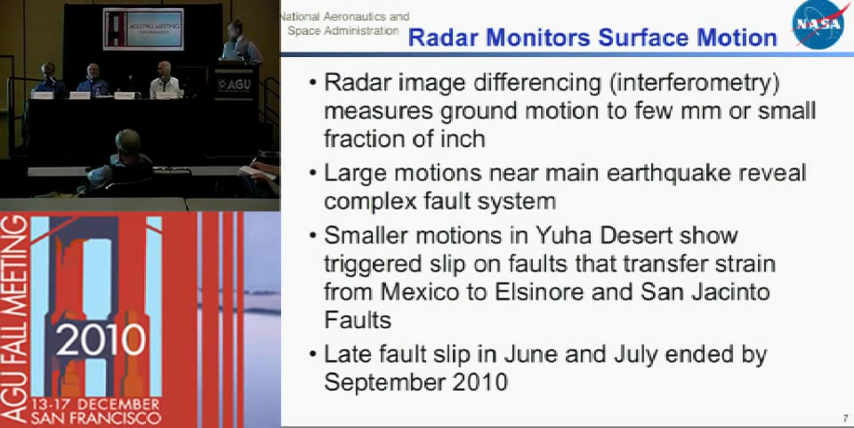 AGU FALL MEETING
AGU
National Aeronautics and
Space Administration
NASA
Radar Monitors Surface Motion
• Radar image differencing (interferometry)
measures ground motion to few mm or small
fraction of inch
• Large motions near main earthquake reveal
complex fault system
• Smaller motions in Yuha Desert show
triggered slip on faults that transfer strain
from Mexico to Elsinore and San Jacinto
Faults
• Late fault slip in June and July ended by
September 2010
7
AGU FALL MEETING
2010
13-17 DECEMBER
SAN FRANCISCO